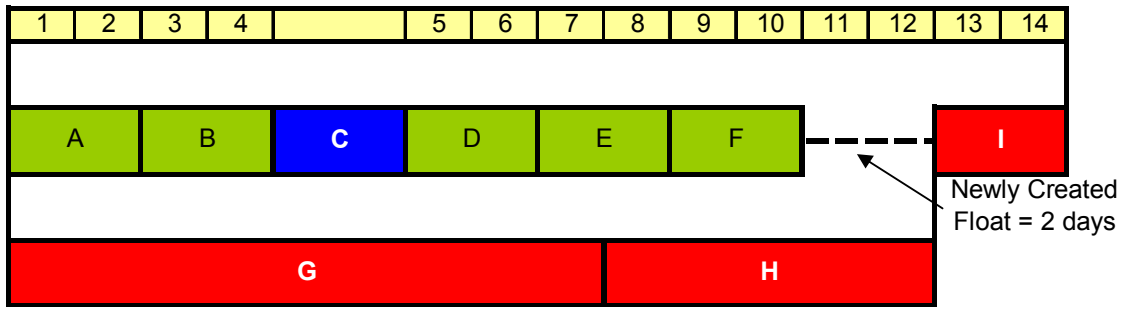 1 2 3 4 5 6 7 8 9 10 11 12 13 14
A B C D E F I
Newly Created
Float = 2 days
G H